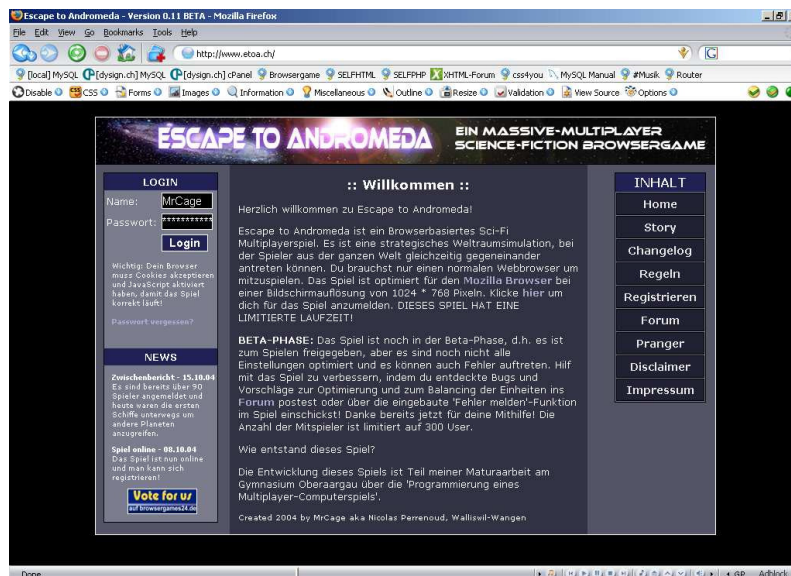 Escape to Andromeda - Version 0.11 BETA - Mozilla Firefox
File Edit View Go Bookmarks Tools Help
http://www.etoa.ch/
[local] MySQL [dysign.ch] MySQL [dysign.ch] cPanel Browsergame SELFHTML SELFPHP XHTML-Forum css4you MySQL Manual #Musik Router
Disable CSS Forms Images Information Miscellaneous Outline Resize Validation View Source Options
ESCAPE TO ANDROMEDA
EIN MASSIVE-MULTIPLAYER
SCIENCE-FICTION BROWSERGAME
LOGIN
Name: MrCage
Passwort: **********
Login
Wichtig: Dein Browser
muss Cookies akzeptieren
und JavaScript aktiviert
haben, damit das Spiel
korrekt läuft!
Passwort vergessen?
NEWS
Zwischenbericht - 15.10.04
Es sind bereits über 90
Spieler angemeldet und
heute waren die ersten
Schiffe unterwegs um
andere Planeten
anzugreifen.
Spiel online - 08.10.04
Das Spiel ist nun online
und man kann sich
registrieren!
Vote for us
auf browsergames24.de
:: Willkommen ::
Herzlich willkommen zu Escape to Andromeda!
Escape to Andromeda ist ein Browserbasiertes Sci-Fi
Multiplayerspiel. Es ist eine strategisches Weltraumsimulation, bei
der Spieler aus der ganzen Welt gleichzeitig gegeneinander
antreten können. Du brauchst nur einen normalen Webbrowser um
mitzuspielen. Das Spiel ist optimiert für den Mozilla Browser bei
einer Bildschirmauflösung von 1024 * 768 Pixeln. Klicke hier um
dich für das Spiel anzumelden. DIESES SPIEL HAT EINE
LIMITIERTE LAUFZEIT!
BETA-PHASE: Das Spiel ist noch in der Beta-Phase, d.h. es ist
zum Spielen freigegeben, aber es sind noch nicht alle
Einstellungen optimiert und es können auch Fehler auftreten. Hilf
mit das Spiel zu verbessern, indem du entdeckte Bugs und
Vorschläge zur Optimierung und zum Balancing der Einheiten ins
Forum postest oder über die eingebaute 'Fehler melden'-Funktion
im Spiel einschickst! Danke bereits jetzt für deine Mithilfe! Die
Anzahl der Mitspieler ist limitiert auf 300 User.
Wie entstand dieses Spiel?
Die Entwicklung dieses Spiels ist Teil meiner Maturaarbeit am
Gymnasium Oberaargau über die 'Programmierung eines
Multiplayer-Computerspiels'.
Created 2004 by MrCage aka Nicolas Perrenoud, Walliswil-Wangen
INHALT
Home
Story
Changelog
Regeln
Registrieren
Forum
Pranger
Disclaimer
Impressum
Done
GP Adblock